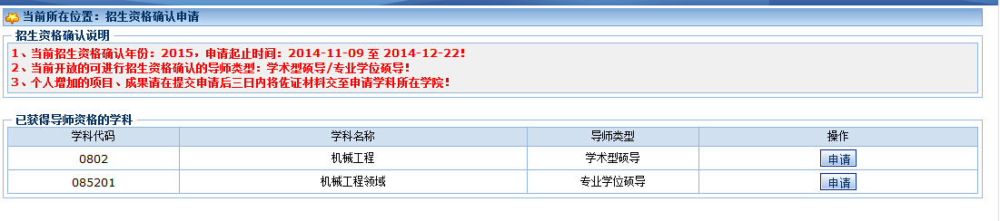 当前所在位置：招生资格确认申请
招生资格确认说明
1、当前招生资格确认年份：2015，申请起止时间：2014-11-09 至 2014-12-22！
2、当前开放的可进行招生资格确认的导师类型：学术型硕导/专业学位硕导！
3、个人增加的项目、成果请在提交申请后三日内将佐证材料交至申请学科所在学院！
已获得导师资格的学科
学科代码 学科名称 导师类型 操作
0802 机械工程 学术型硕导 申请
085201 机械工程领域 专业学位硕导 申请